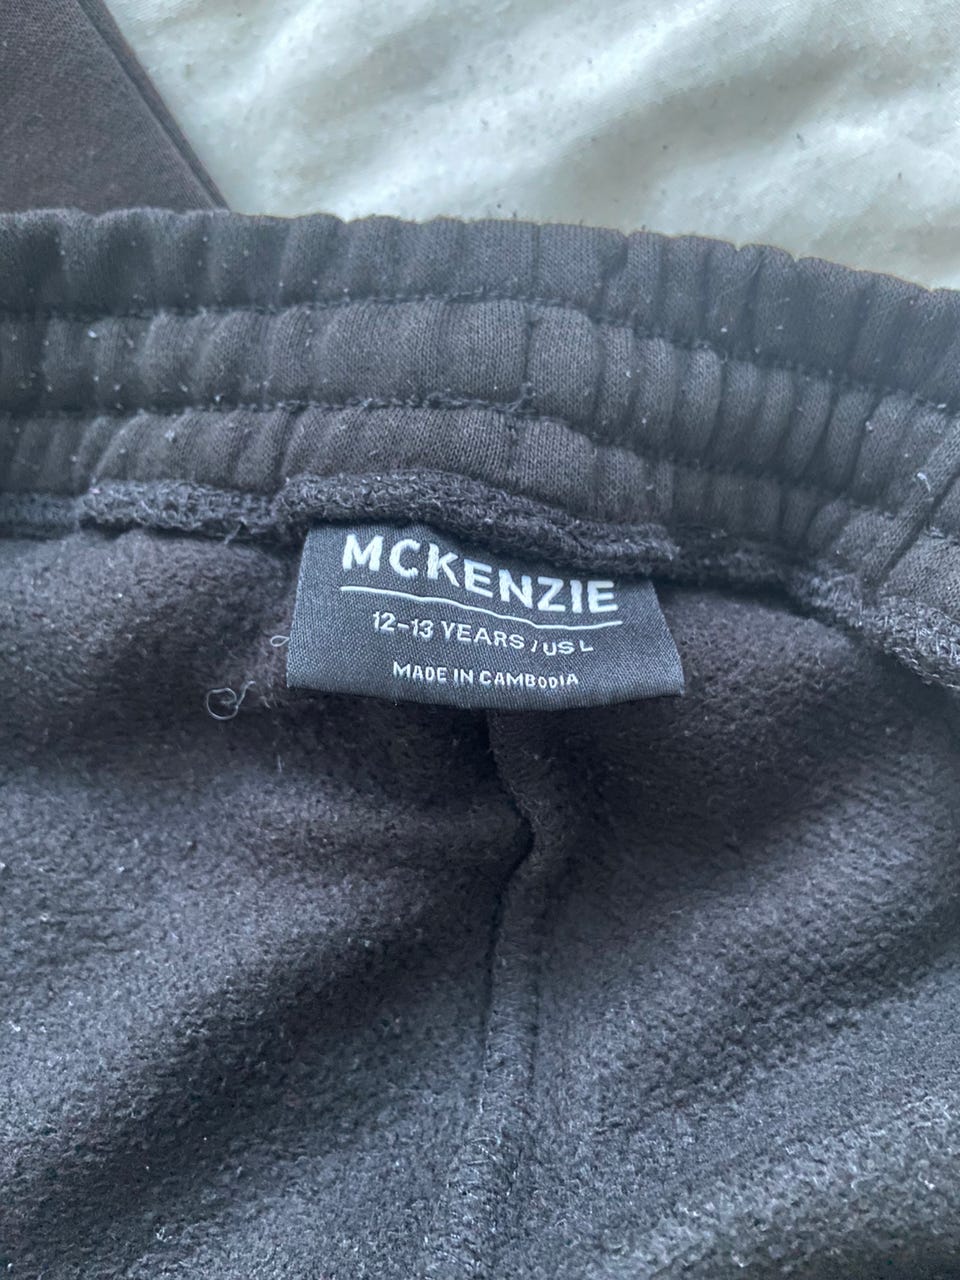 MCKENZIE
12-13 YEARS / US L
MADE IN CAMBODIA